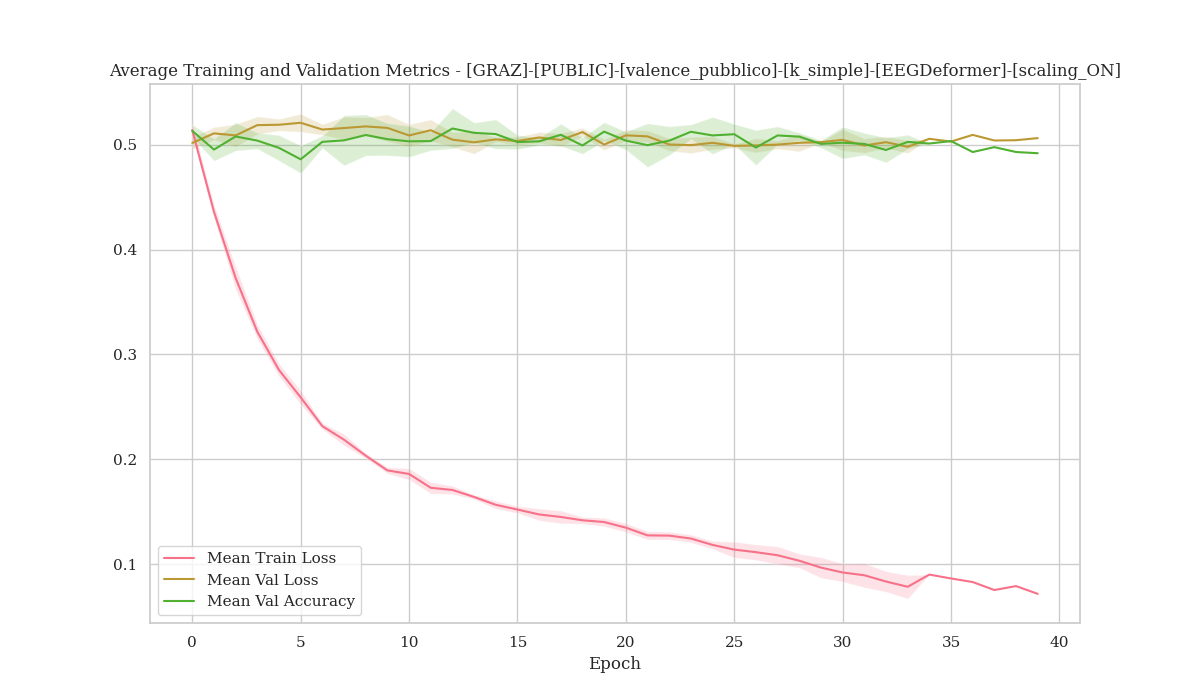 Average Training and Validation Metrics - [GRAZ]-[PUBLIC]-[valence_pubblico]-[k_simple]-[EEGDeformer]-[scaling_ON]
0.5
0.4
0.3
0.2
0.1
Mean Train Loss
Mean Val Loss
Mean Val Accuracy
0 5 10 15 20 25 30 35 40
Epoch